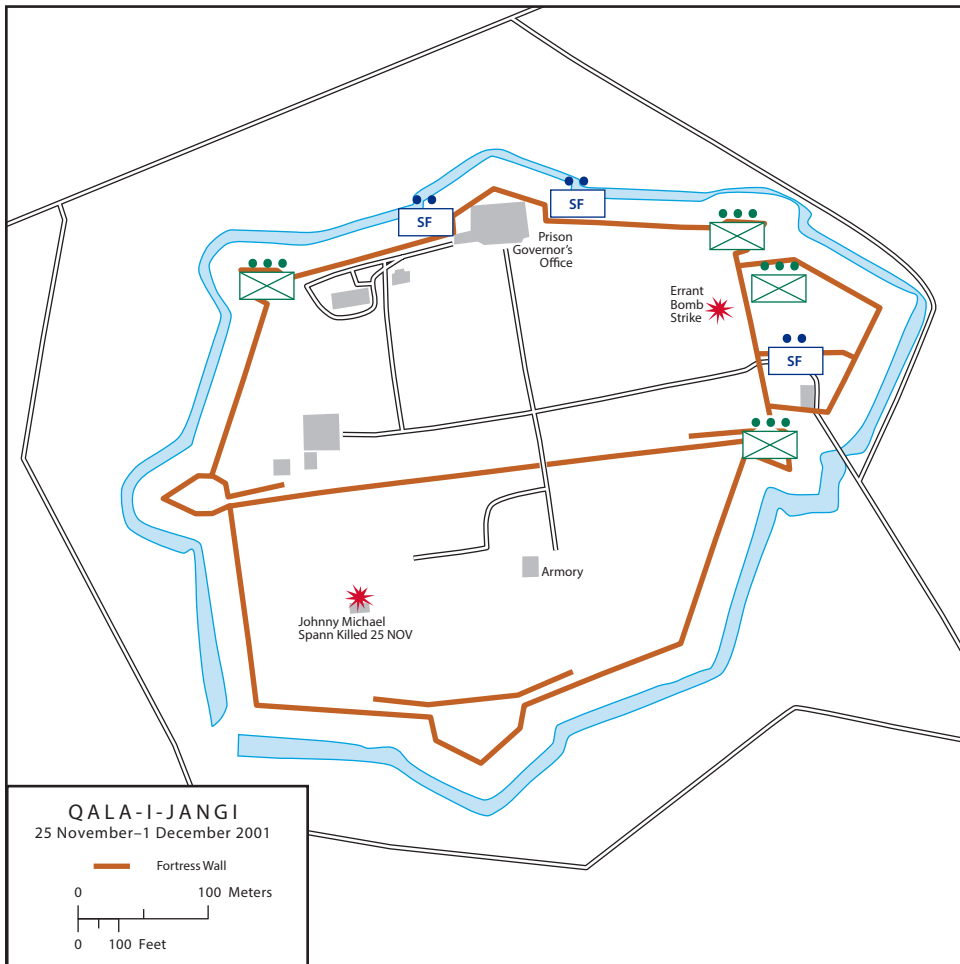 SF
SF
Prison
Governor's
Office
Errant
Bomb
Strike
SF
Armory
Johnny Michael
Spann Killed 25 NOV
QALA-I-JANGI
25 November–1 December 2001
Fortress Wall
0 100 Meters
0 100 Feet